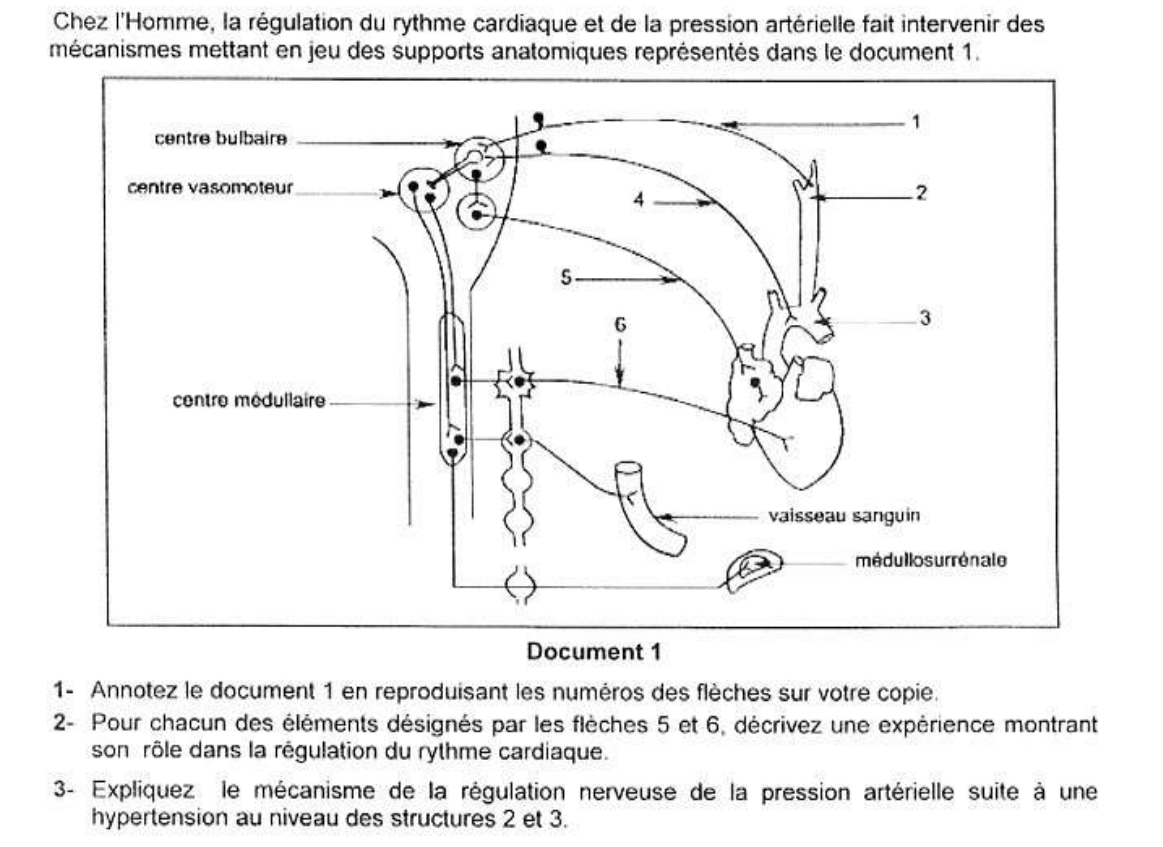 Chez l'Homme, la régulation du rythme cardiaque et de la pression artérielle fait intervenir des
mécanismes mettant en jeu des supports anatomiques représentés dans le document 1.
centre bulbaire
1
centre vasomoteur
2
4
5
3
6
centre médullaire
vaisseau sanguin
médullosurrénale
Document 1
1- Annotez le document 1 en reproduisant les numéros des flèches sur votre copie.
2- Pour chacun des éléments désignés par les flèches 5 et 6, décrivez une expérience montrant
son rôle dans la régulation du rythme cardiaque.
3- Expliquez le mécanisme de la régulation nerveuse de la pression artérielle suite à une
hypertension au niveau des structures 2 et 3.